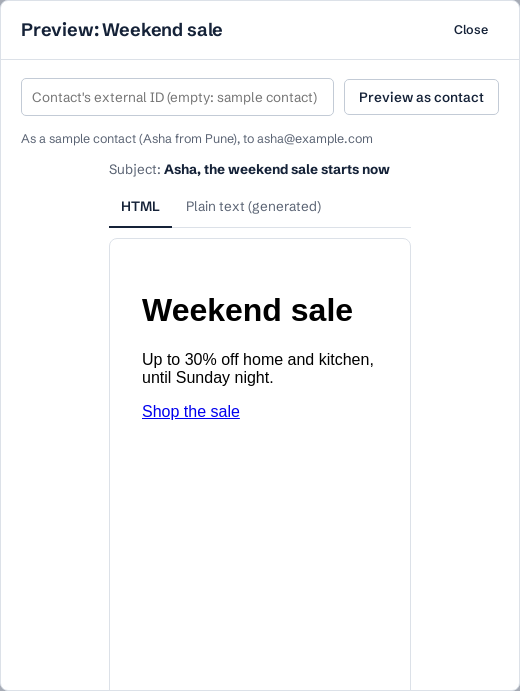 Preview: Weekend sale
Close
Contact's external ID (empty: sample contact)
Preview as contact
As a sample contact (Asha from Pune), to asha@example.com
Subject: Asha, the weekend sale starts now
HTML
Plain text (generated)
Weekend sale
Up to 30% off home and kitchen,
until Sunday night.
Shop the sale